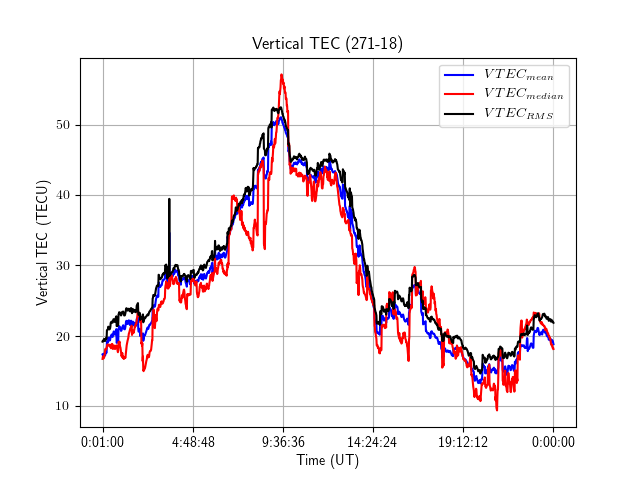 Vertical TEC (271-18)
VTEC_mean
VTEC_median
VTEC_RMS
Vertical TEC (TECU)
50
40
30
20
10
0:01:00 4:48:48 9:36:36 14:24:24 19:12:12 0:00:00
Time (UT)